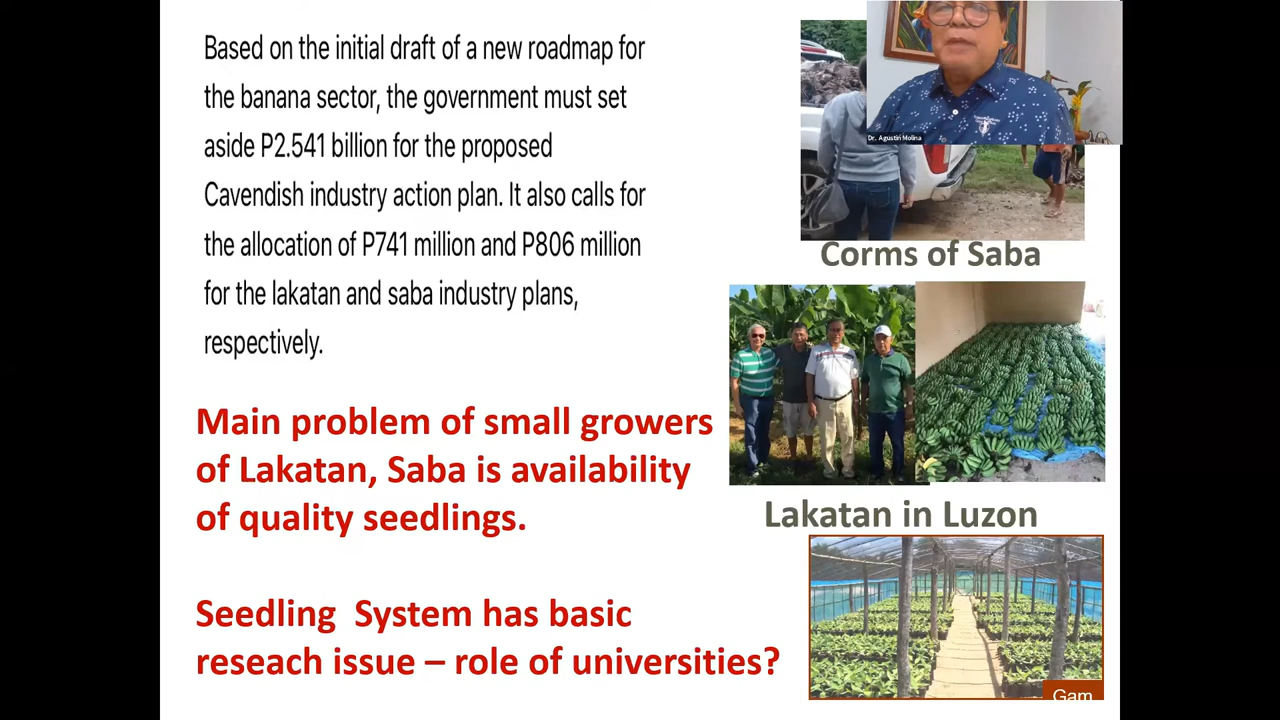 Based on the initial draft of a new roadmap for
the banana sector, the government must set
aside P2.541 billion for the proposed
Cavendish industry action plan. It also calls for
the allocation of P741 million and P806 million
for the lakatan and saba industry plans,
respectively.
Main problem of small growers
of Lakatan, Saba is availability
of quality seedlings.
Seedling System has basic
reseach issue – role of universities?
Dr. Agustin Molina
Corms of Saba
Lakatan in Luzon
Gam